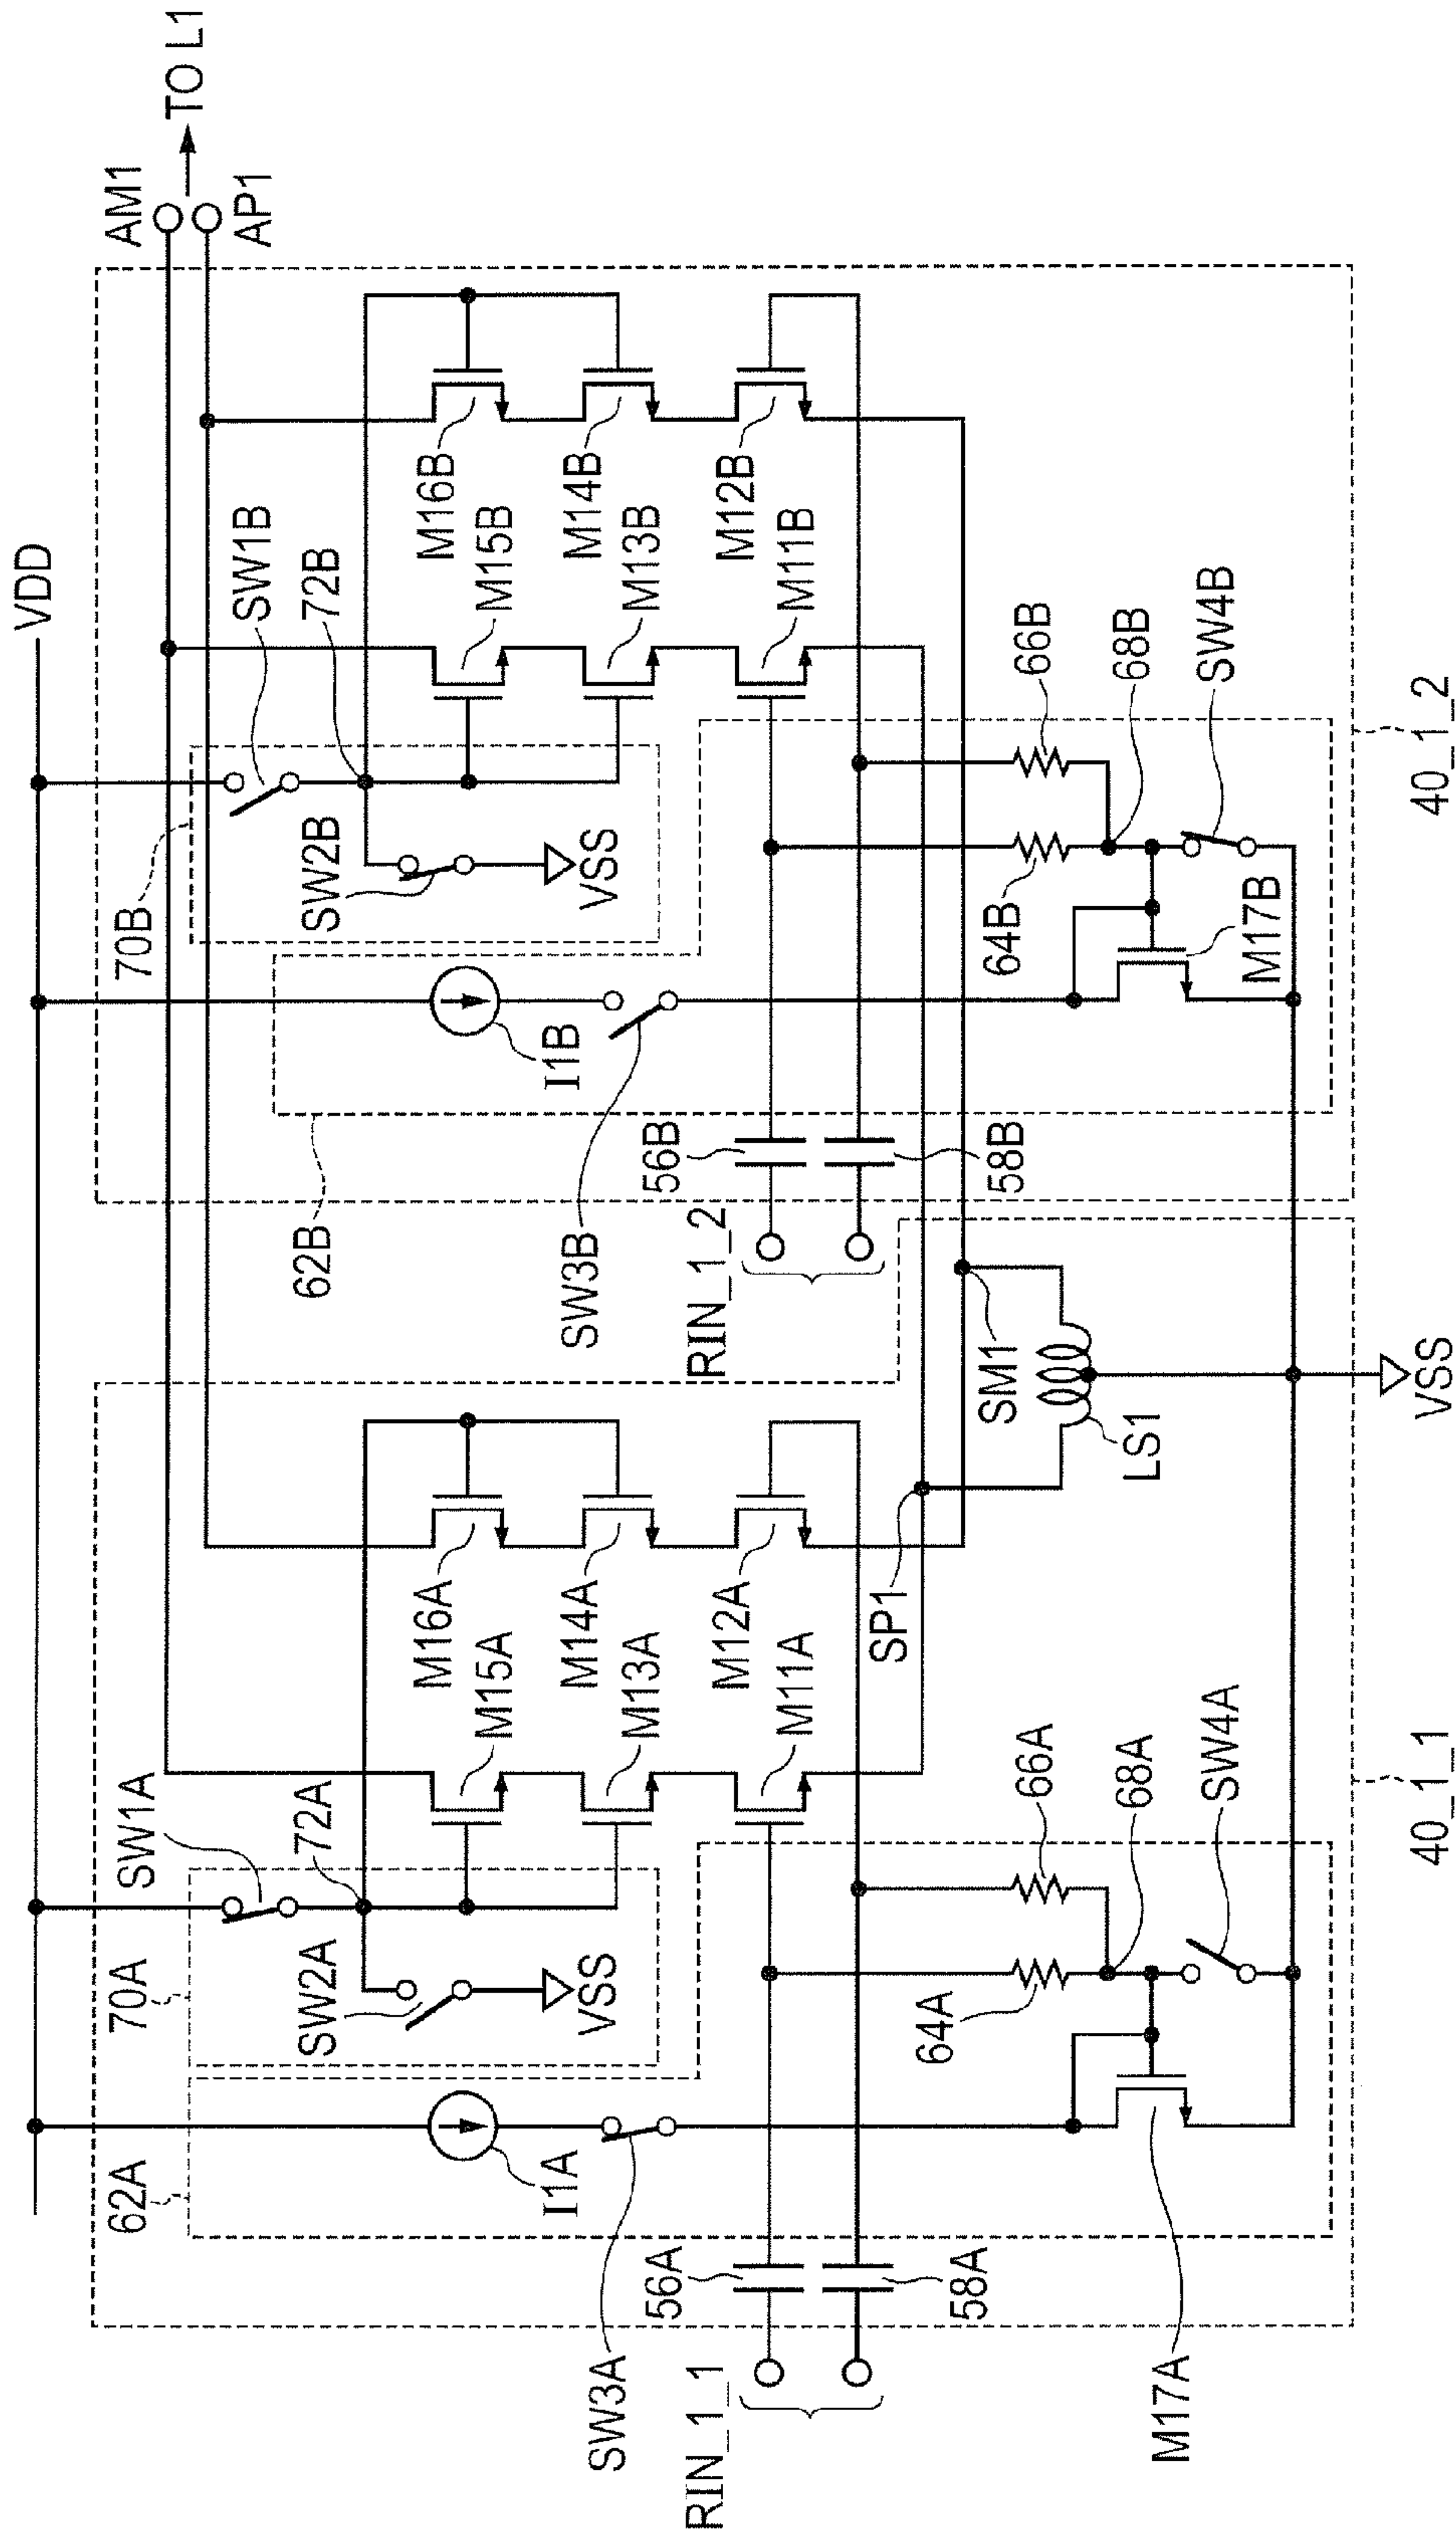 VDD
AM1
TO L1
AP1
SW1A
SW1B
70A
72A
70B
72B
62A
SW2A
VSS
M16A
M15A
SW2B
VSS
M16B
M15B
M14A
M13A
M14B
M13B
I1A
I1B
62B
SW3A
56A
M12A
M11A
SW3B
56B
M12B
M11B
RIN_1_1
58A
RIN_1_2
58B
SP1
SM1
LS1
64A
66A
68A
SW4A
M17A
64B
66B
68B
SW4B
M17B
VSS
40_1_1
40_1_2